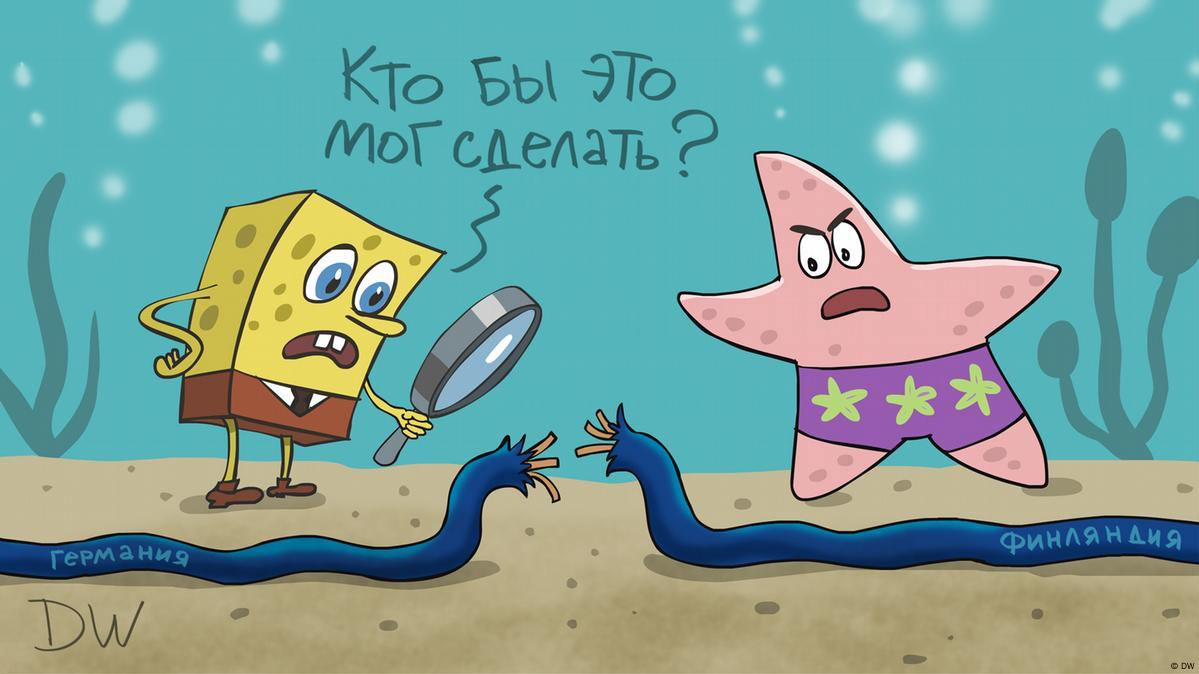 Кто бы это
мог сделать?
Германия
Финляндия
DW
© DW